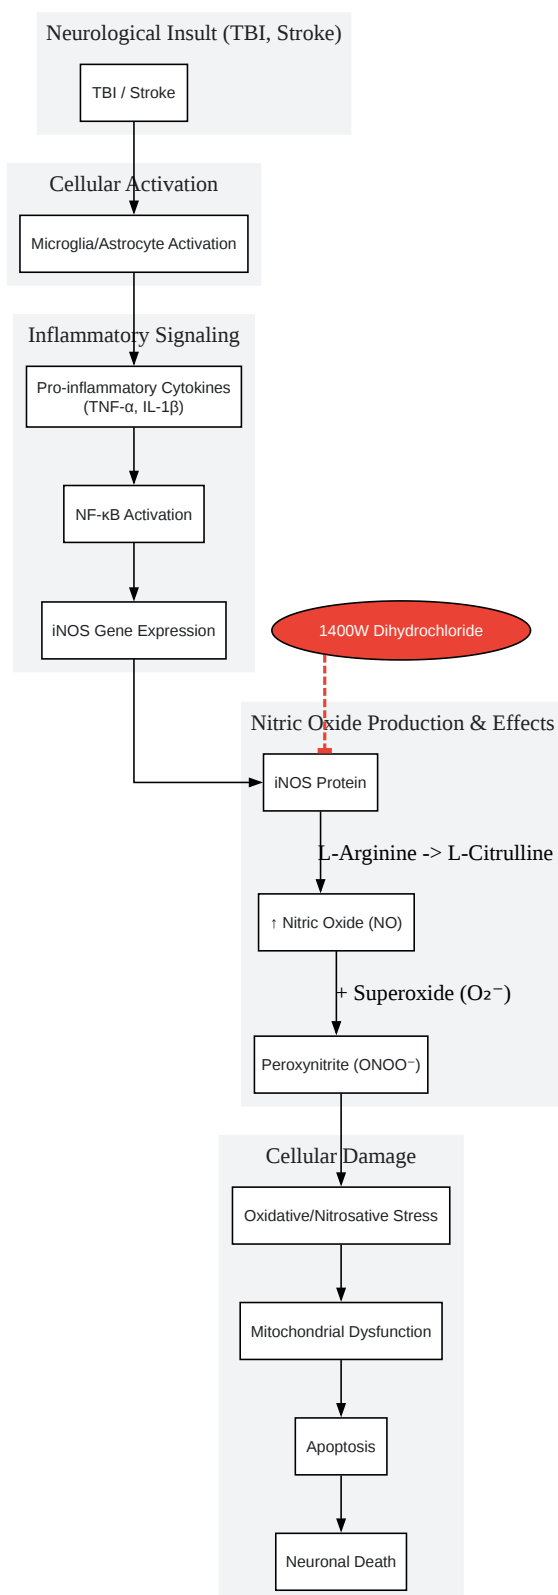 Neurological Insult (TBI, Stroke)
TBI / Stroke
Cellular Activation
Microglia/Astrocyte Activation
Inflammatory Signaling
Pro-inflammatory Cytokines
(TNF-α, IL-1β)
NF-κB Activation
iNOS Gene Expression
1400W Dihydrochloride
Nitric Oxide Production & Effects
iNOS Protein
L-Arginine -> L-Citrulline
↑ Nitric Oxide (NO)
+ Superoxide (O₂⁻)
Peroxynitrite (ONOO⁻)
Cellular Damage
Oxidative/Nitrosative Stress
Mitochondrial Dysfunction
Apoptosis
Neuronal Death